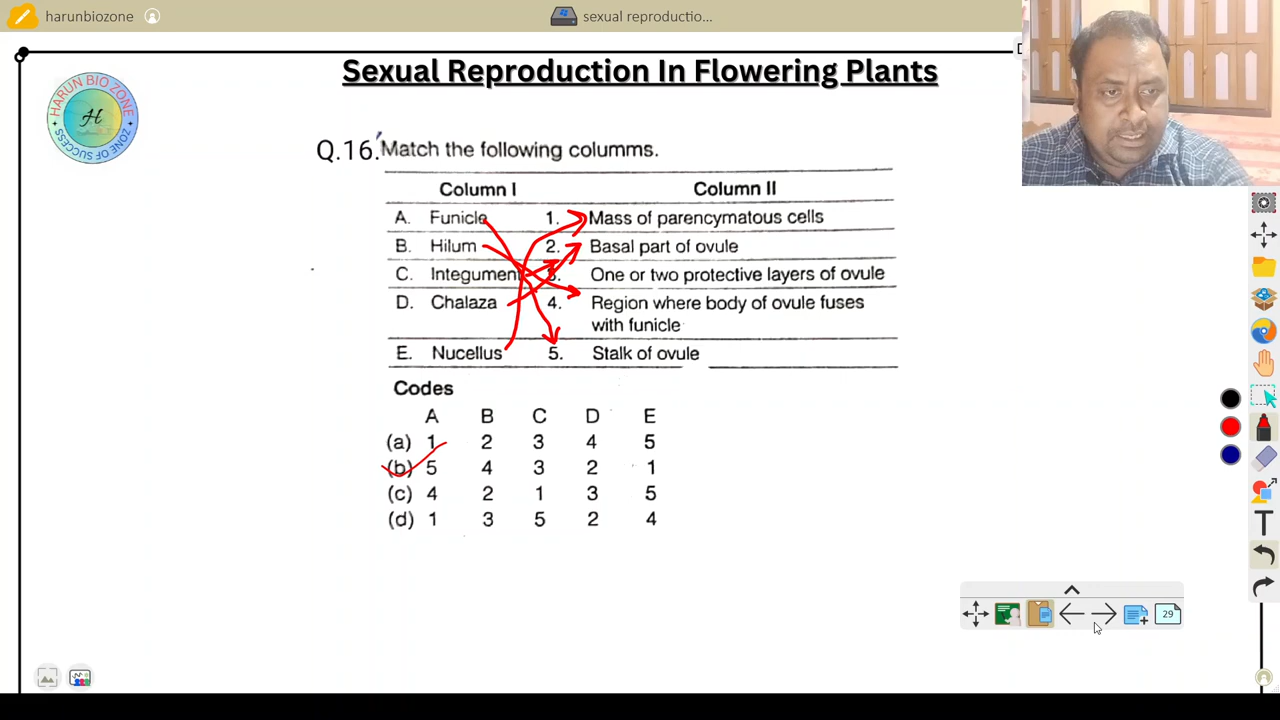 harunbiozone
sexual reproductio...
Sexual Reproduction In Flowering Plants
HARUN BIO ZONE
H
ZONE OF SUCCESS
Q.16. Match the following columms.
Column I Column II
A. Funicle 1. Mass of parencymatous cells
B. Hilum 2. Basal part of ovule
C. Integument 3. One or two protective layers of ovule
D. Chalaza 4. Region where body of ovule fuses
with funicle
E. Nucellus 5. Stalk of ovule
Codes
A B C D E
(a) 1 2 3 4 5
(b) 5 4 3 2 1
(c) 4 2 1 3 5
(d) 1 3 5 2 4
T
29